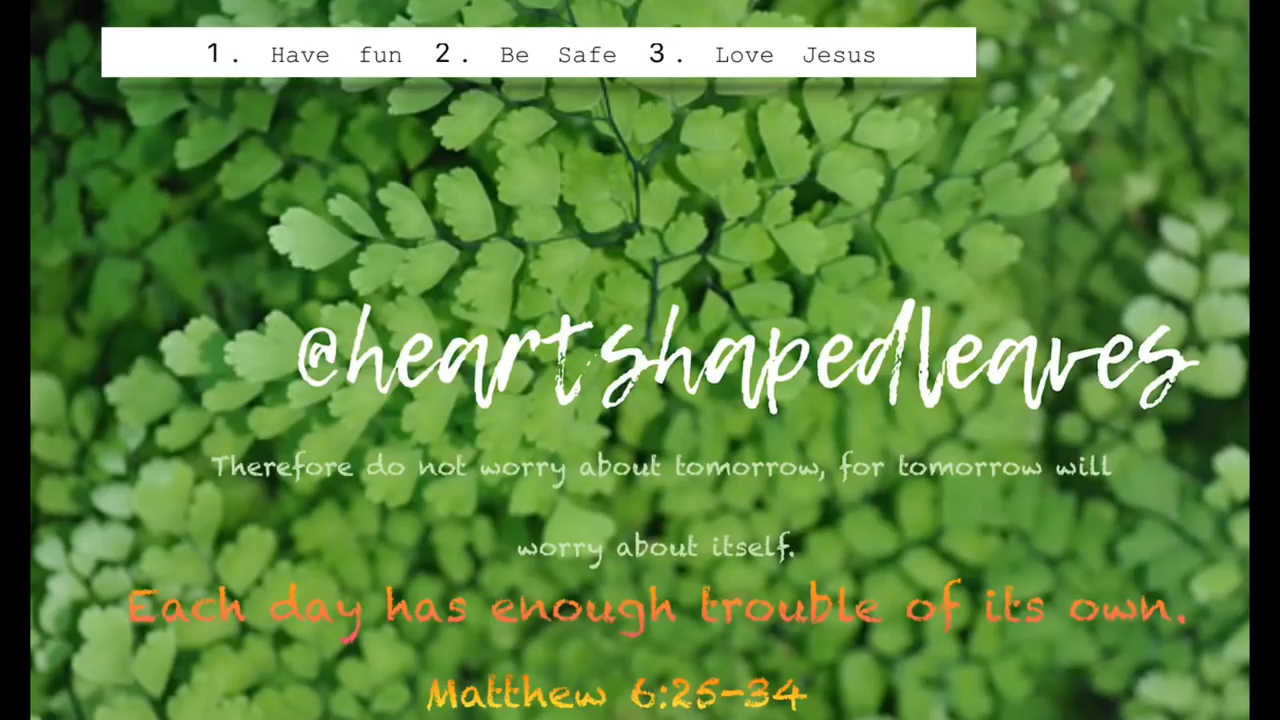 1. Have fun 2. Be Safe 3. Love Jesus
@heartshapedleaves
Therefore do not worry about tomorrow, for tomorrow will
worry about itself.
Each day has enough trouble of its own.
Matthew 6:25-34